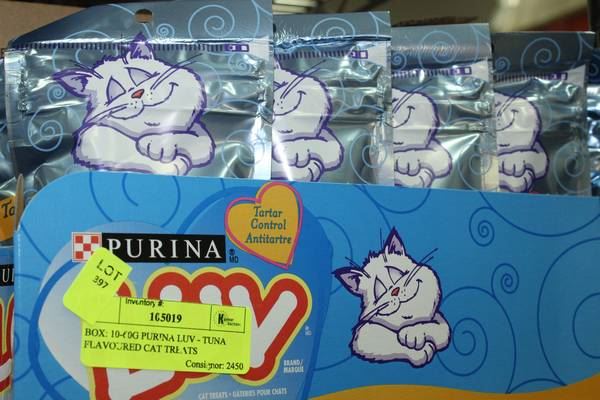 Tartar
Control
Antitartre
PURINA
MD
LOT
397
Inventory #:
165019
BOX: 10-60G PURINA LUV - TUNA
FLAVOURED CAT TREATS
Consignor: 2450
BRAND/
MARQUE
CAT TREATS • GÂTERIES POUR CHATS